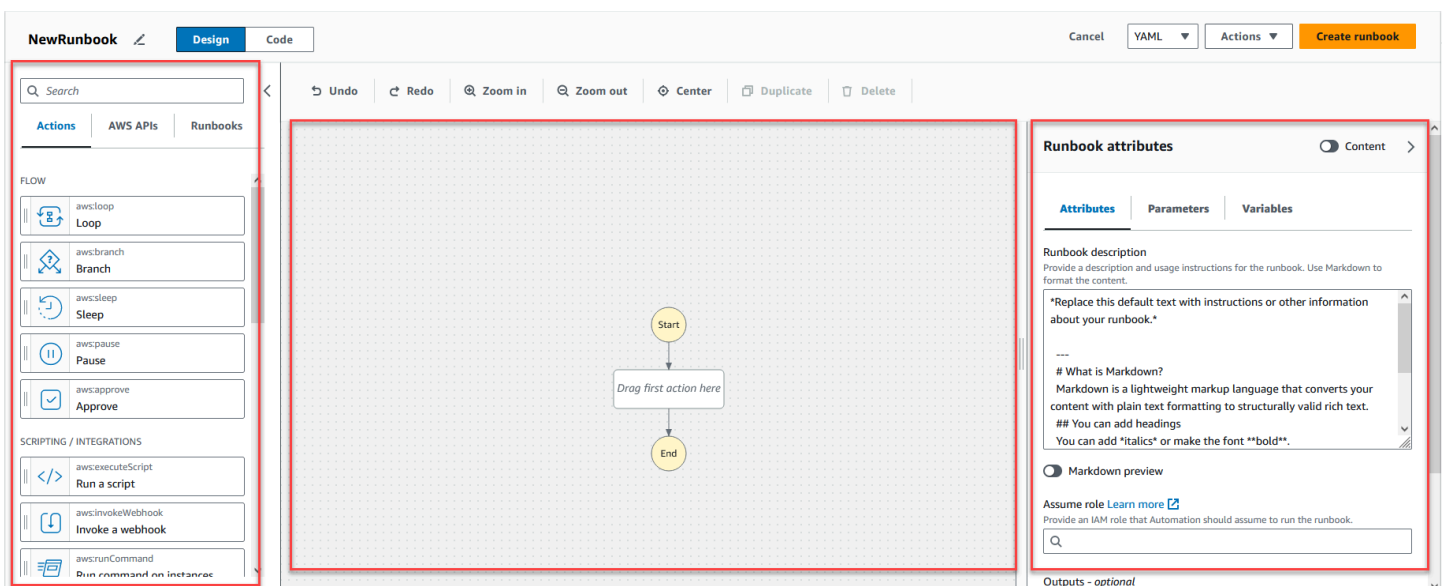 NewRunbook
Design
Code
Cancel
YAML
Actions
Create runbook
Search
Actions
AWS APIs
Runbooks
FLOW
aws:loop
Loop
aws:branch
Branch
aws:sleep
Sleep
aws:pause
Pause
aws:approve
Approve
SCRIPTING / INTEGRATIONS
aws:executeScript
Run a script
aws:invokeWebhook
Invoke a webhook
aws:runCommand
Run command on instances
Undo
Redo
Zoom in
Zoom out
Center
Duplicate
Delete
Start
Drag first action here
End
Runbook attributes
Content
Attributes
Parameters
Variables
Runbook description
Provide a description and usage instructions for the runbook. Use Markdown to
format the content.
*Replace this default text with instructions or other information
about your runbook.*
---
# What is Markdown?
Markdown is a lightweight markup language that converts your
content with plain text formatting to structurally valid rich text.
## You can add headings
You can add *italics* or make the font **bold**.
Markdown preview
Assume role Learn more
Provide an IAM role that Automation should assume to run the runbook.
Outputs - optional